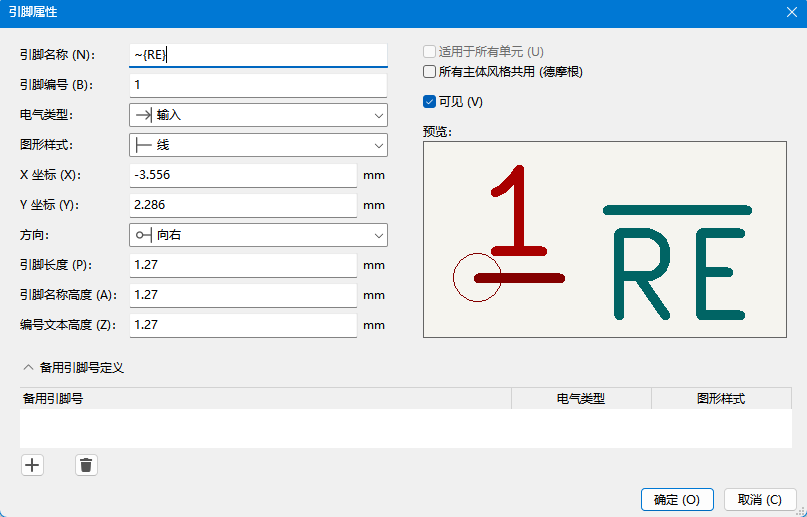 引脚属性
引脚名称 (N): ~{RE}
引脚编号 (B): 1
电气类型: 输入
图形样式: 线
X 坐标 (X): -3.556 mm
Y 坐标 (Y): 2.286 mm
方向: 向右
引脚长度 (P): 1.27 mm
引脚名称高度 (A): 1.27 mm
编号文本高度 (Z): 1.27 mm
适用于所有单元 (U)
所有主体风格共用 (德摩根)
可见 (V)
预览:
1
RE
备用引脚号定义
备用引脚号 电气类型 图形样式
确定 (O) 取消 (C)